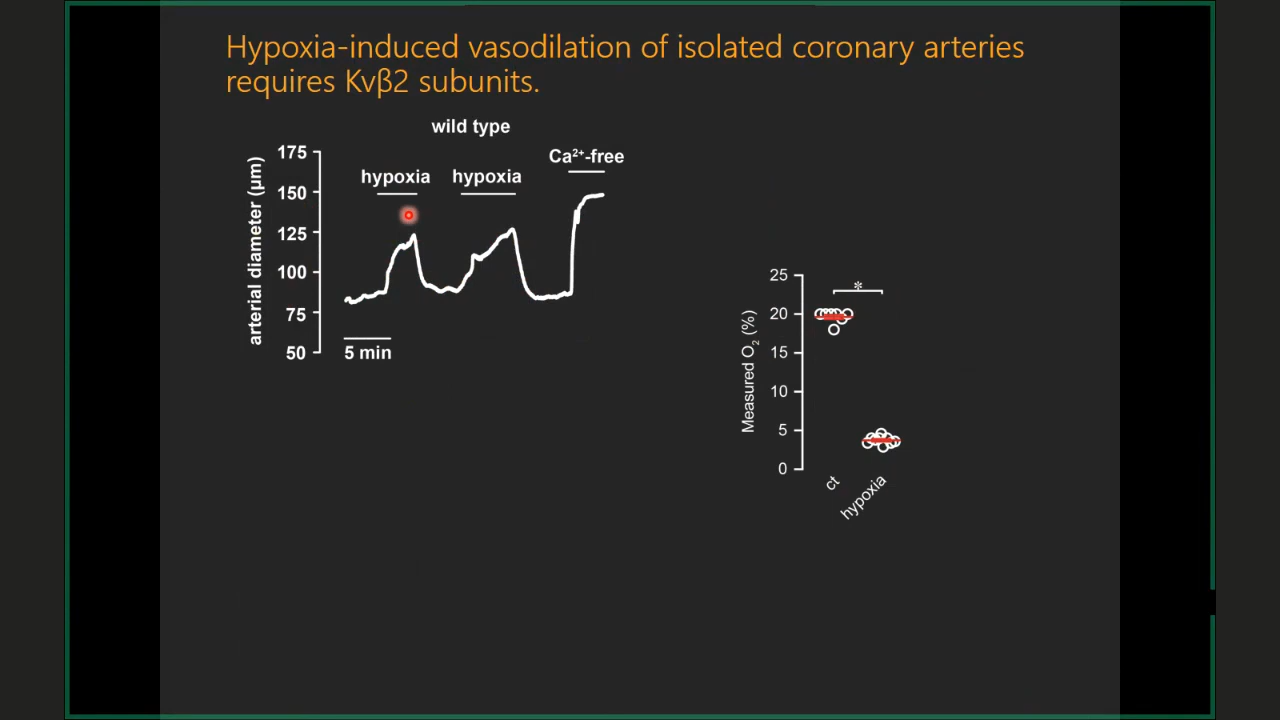 Hypoxia-induced vasodilation of isolated coronary arteries
requires Kvβ2 subunits.
wild type
hypoxia
hypoxia
Ca²⁺-free
arterial diameter (µm)
175
150
125
100
75
50
5 min
*
Measured O₂ (%)
25
20
15
10
5
0
ct
hypoxia